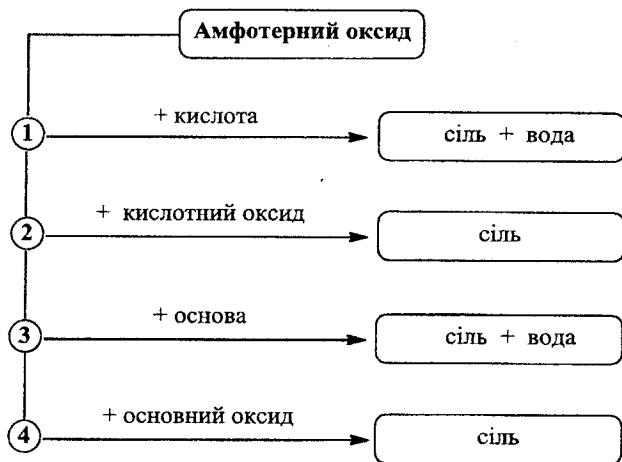 Амфотерний оксид
1
+ кислота
сіль + вода
2
+ кислотний оксид
сіль
3
+ основа
сіль + вода
4
+ основний оксид
сіль